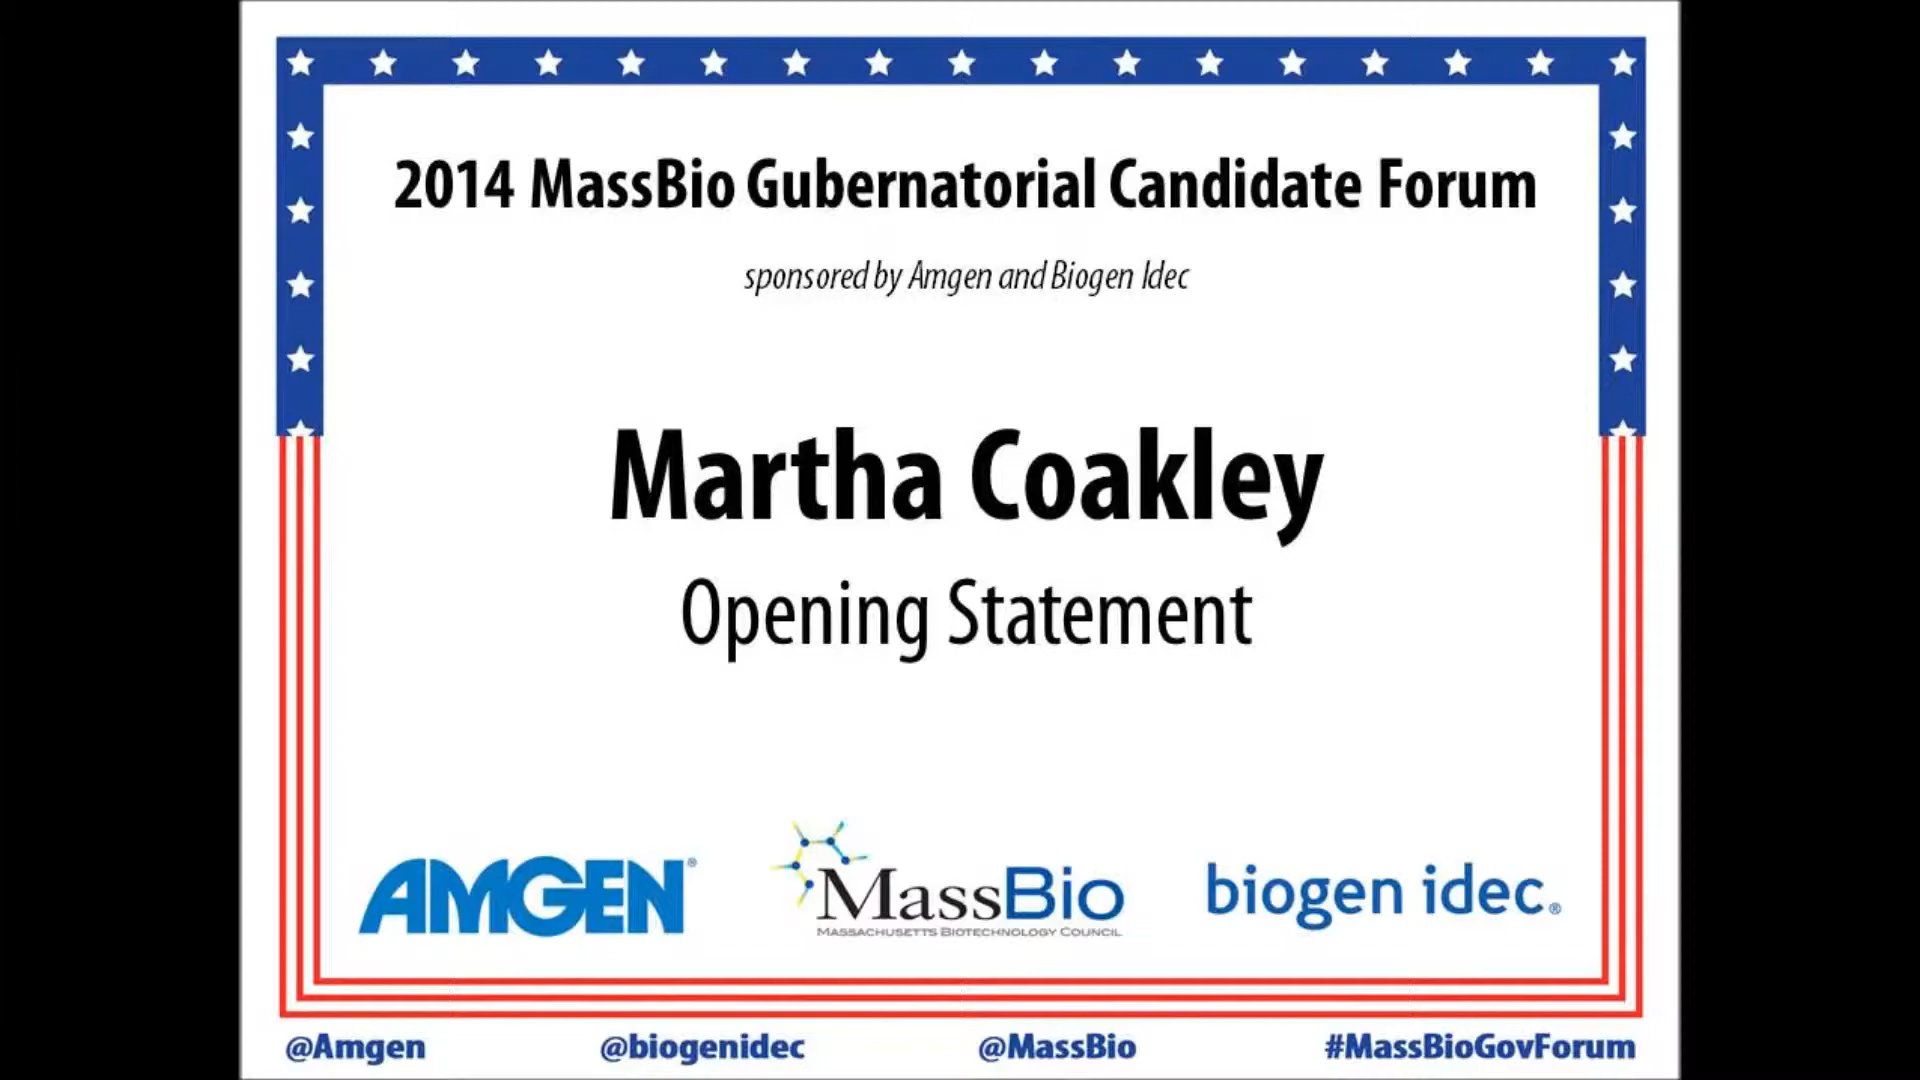 2014 MassBio Gubernatorial Candidate Forum
sponsored by Amgen and Biogen Idec
Martha Coakley
Opening Statement
AMGEN®
MassBio
MASSACHUSETTS BIOTECHNOLOGY COUNCIL
biogen idec®
@Amgen @biogenidec @MassBio #MassBioGovForum